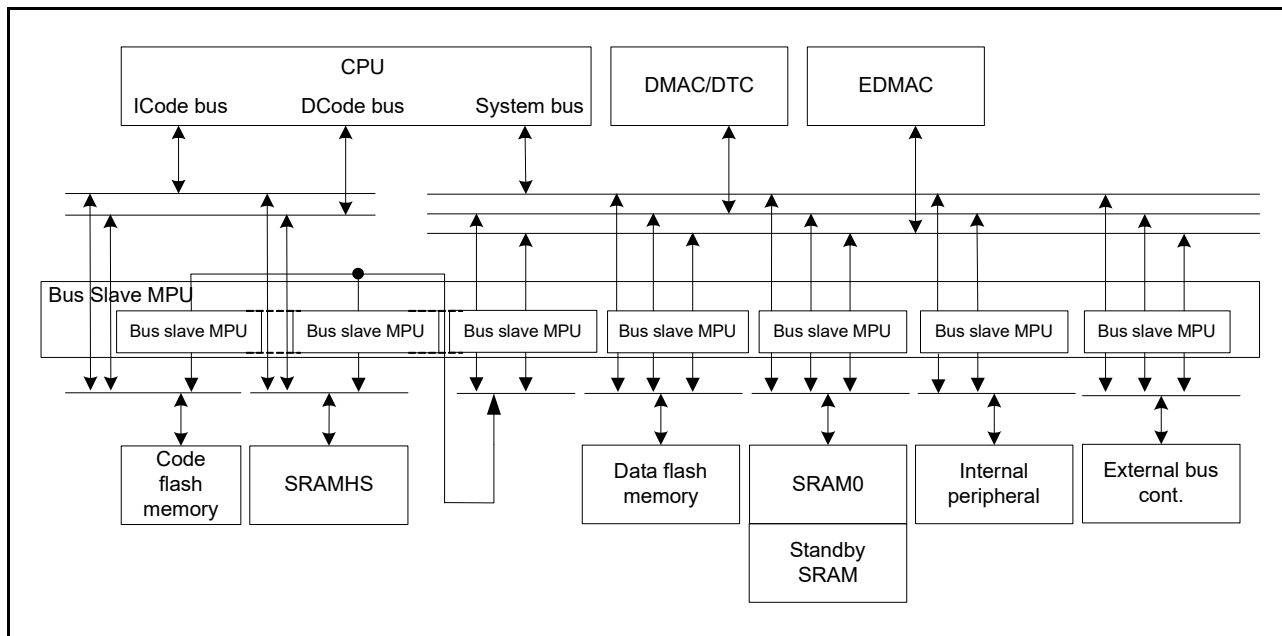 CPU
DMAC/DTC
EDMAC
ICode bus
DCode bus
System bus
Bus Slave MPU
Bus slave MPU
Bus slave MPU
Bus slave MPU
Bus slave MPU
Bus slave MPU
Bus slave MPU
Bus slave MPU
Code
flash
memory
SRAMHS
Data flash
memory
SRAM0
Standby
SRAM
Internal
peripheral
External bus
cont.